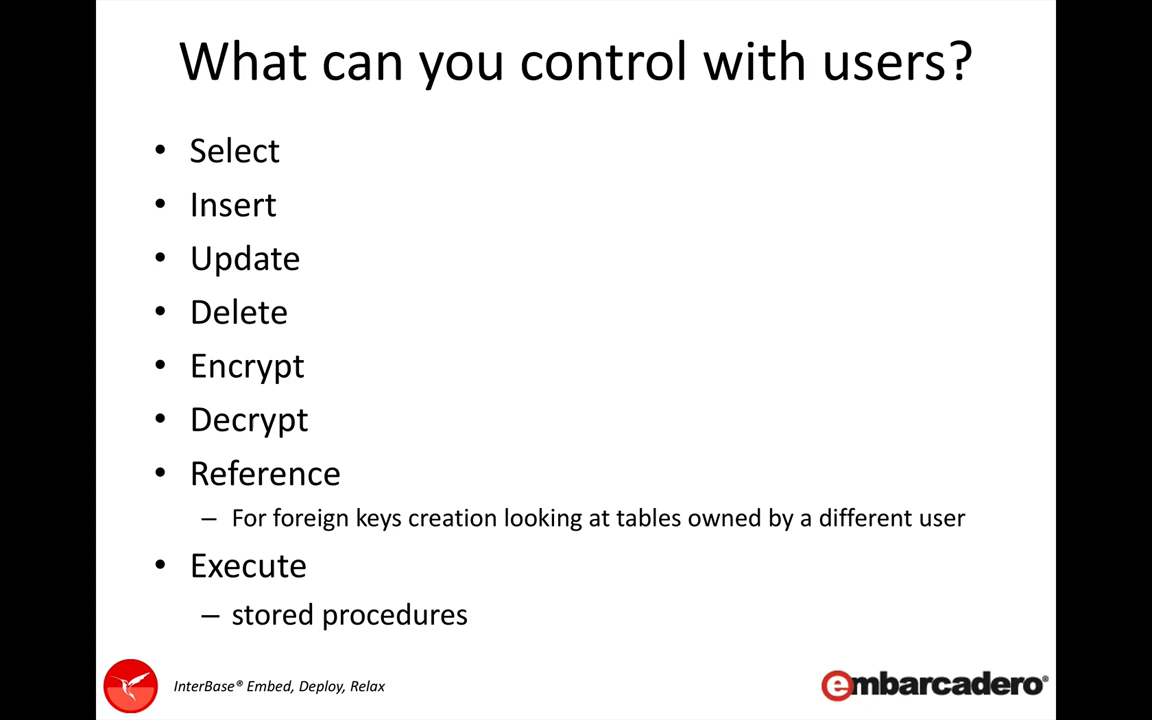 What can you control with users?
• Select
• Insert
• Update
• Delete
• Encrypt
• Decrypt
• Reference
– For foreign keys creation looking at tables owned by a different user
• Execute
– stored procedures
InterBase® Embed, Deploy, Relax
embarcadero®